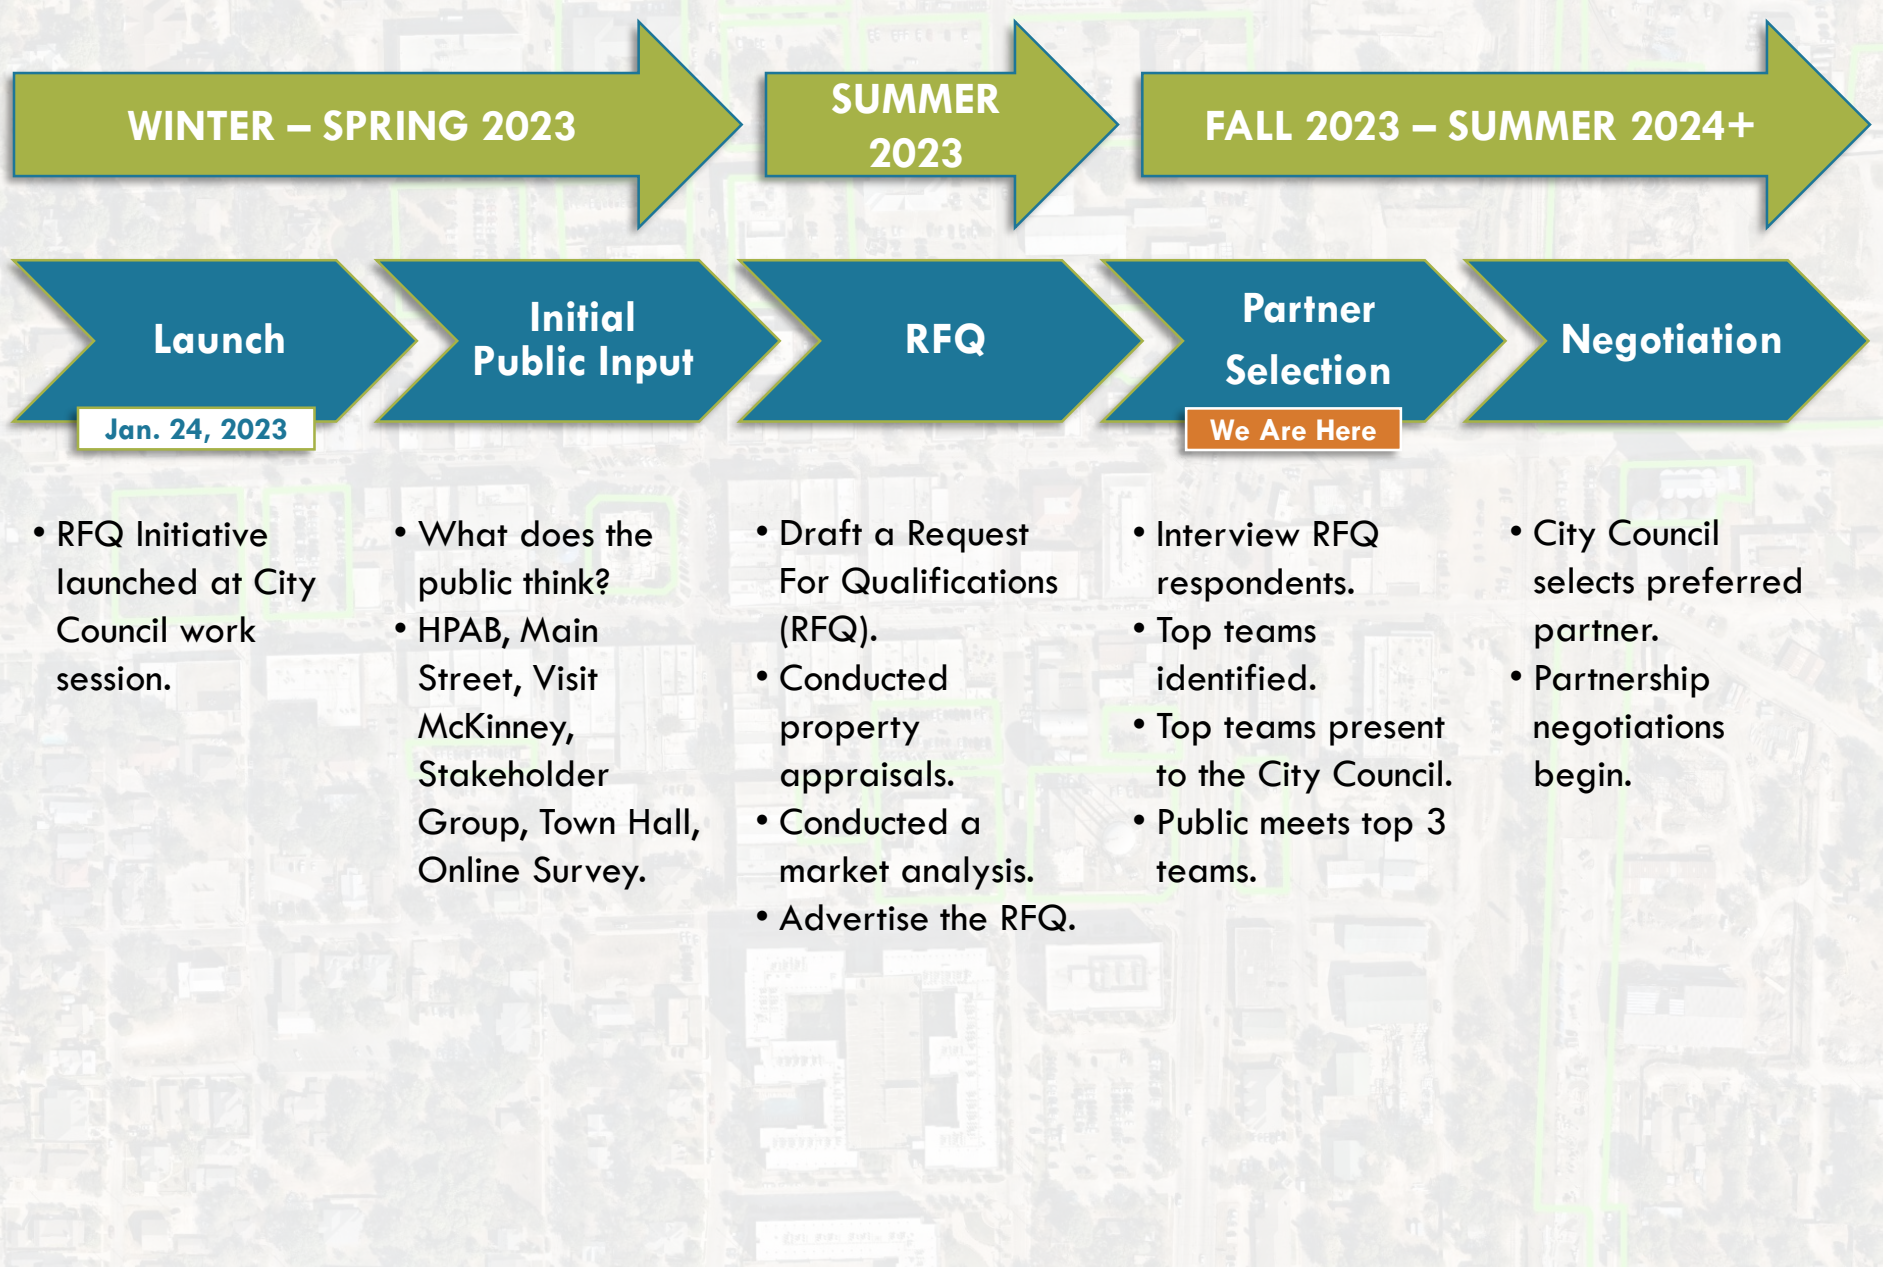 WINTER – SPRING 2023
SUMMER
2023
FALL 2023 – SUMMER 2024+
Launch
Jan. 24, 2023
Initial
Public Input
RFQ
Partner
Selection
We Are Here
Negotiation
• RFQ Initiative
launched at City
Council work
session.
• What does the
public think?
• HPAB, Main
Street, Visit
McKinney,
Stakeholder
Group, Town Hall,
Online Survey.
• Draft a Request
For Qualifications
(RFQ).
• Conducted
property
appraisals.
• Conducted a
market analysis.
• Advertise the RFQ.
• Interview RFQ
respondents.
• Top teams
identified.
• Top teams present
to the City Council.
• Public meets top 3
teams.
• City Council
selects preferred
partner.
• Partnership
negotiations
begin.